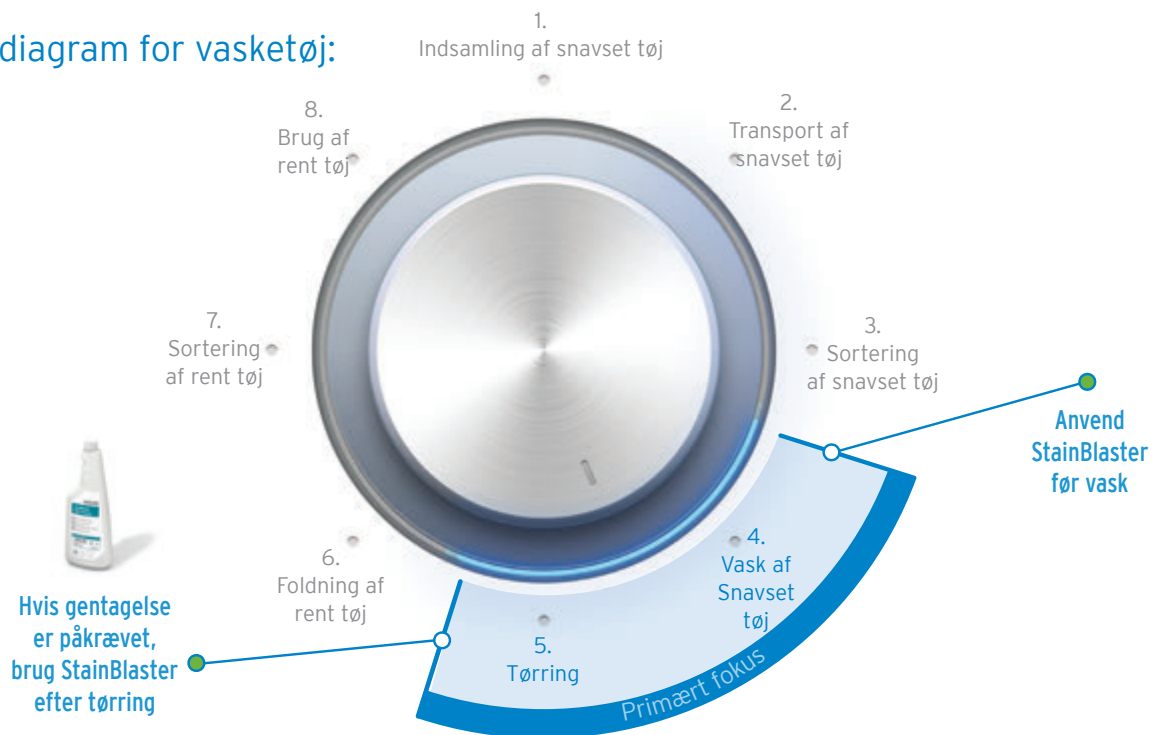 diagram for vasketøj:
1.
Indsamling af snavset tøj
2.
Transport af
snavset tøj
3.
Sortering
af snavset tøj
Anvend
StainBlaster
før vask
4.
Vask af
Snavset
tøj
5.
Tørring
Primært fokus
6.
Foldning af
rent tøj
Hvis gentagelse
er påkrævet,
brug StainBlaster
efter tørring
7.
Sortering
af rent tøj
8.
Brug af
rent tøj